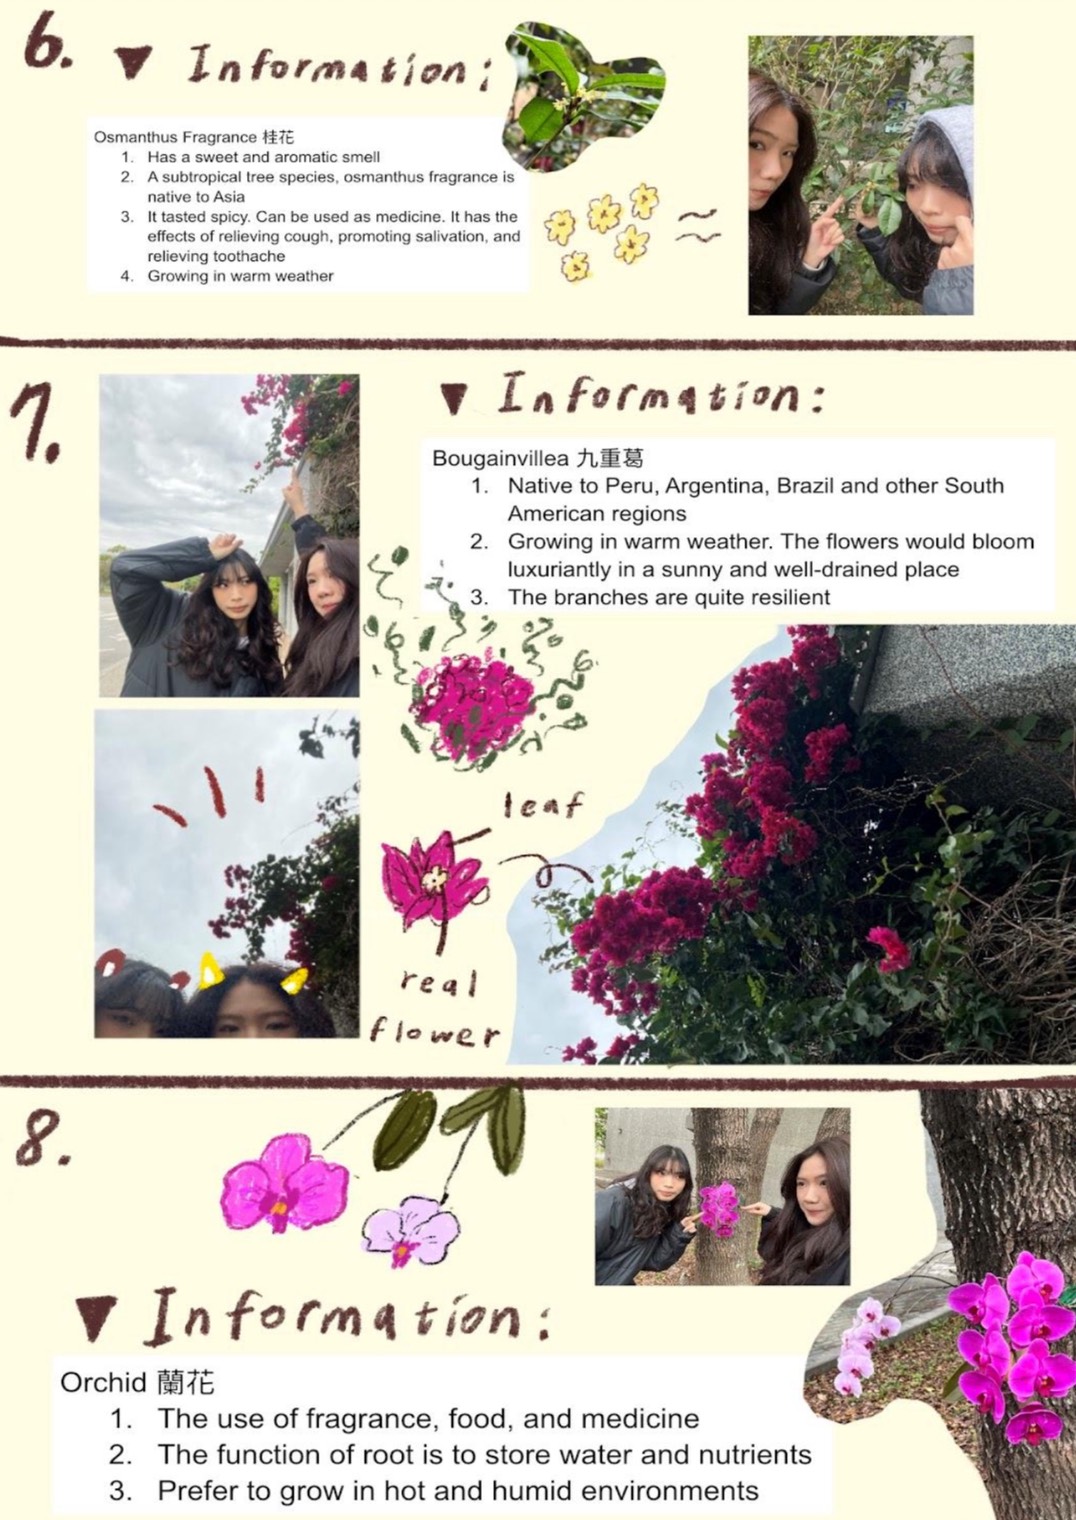 6. ▼ Information:
Osmanthus Fragrance 桂花
1. Has a sweet and aromatic smell
2. A subtropical tree species, osmanthus fragrance is
native to Asia
3. It tasted spicy. Can be used as medicine. It has the
effects of relieving cough, promoting salivation, and
relieving toothache
4. Growing in warm weather
7.
▼ Information:
Bougainvillea 九重葛
1. Native to Peru, Argentina, Brazil and other South
American regions
2. Growing in warm weather. The flowers would bloom
luxuriantly in a sunny and well-drained place
3. The branches are quite resilient
leaf
real
flower
8.
▼ Information:
Orchid 蘭花
1. The use of fragrance, food, and medicine
2. The function of root is to store water and nutrients
3. Prefer to grow in hot and humid environments